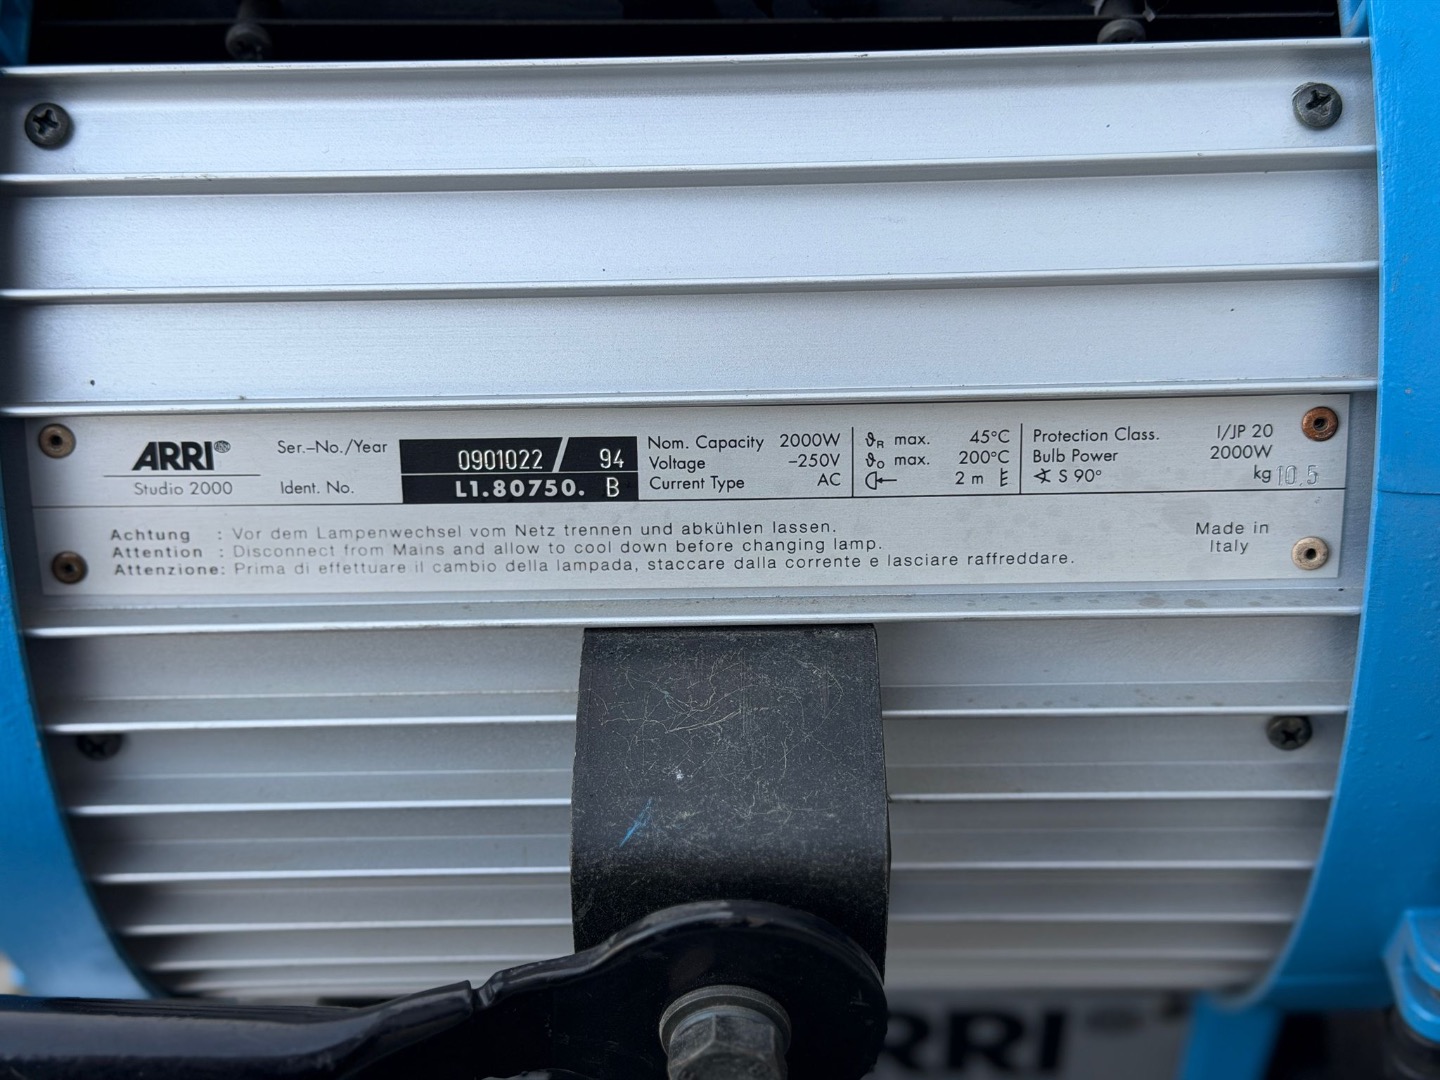 ARRI
Studio 2000
Ser.–No./Year 0901022 / 94
Ident. No. L1.80750. B
Nom. Capacity 2000W
Voltage ~250V
Current Type AC
ϑR max. 45°C
ϑO max. 200°C
2 m E
Protection Class. I/JP 20
Bulb Power 2000W
∢ S 90° kg 10,5
Achtung : Vor dem Lampenwechsel vom Netz trennen und abkühlen lassen.
Attention : Disconnect from Mains and allow to cool down before changing lamp.
Attenzione: Prima di effettuare il cambio della lampada, staccare dalla corrente e lasciare raffreddare.
Made in
Italy
ARRI